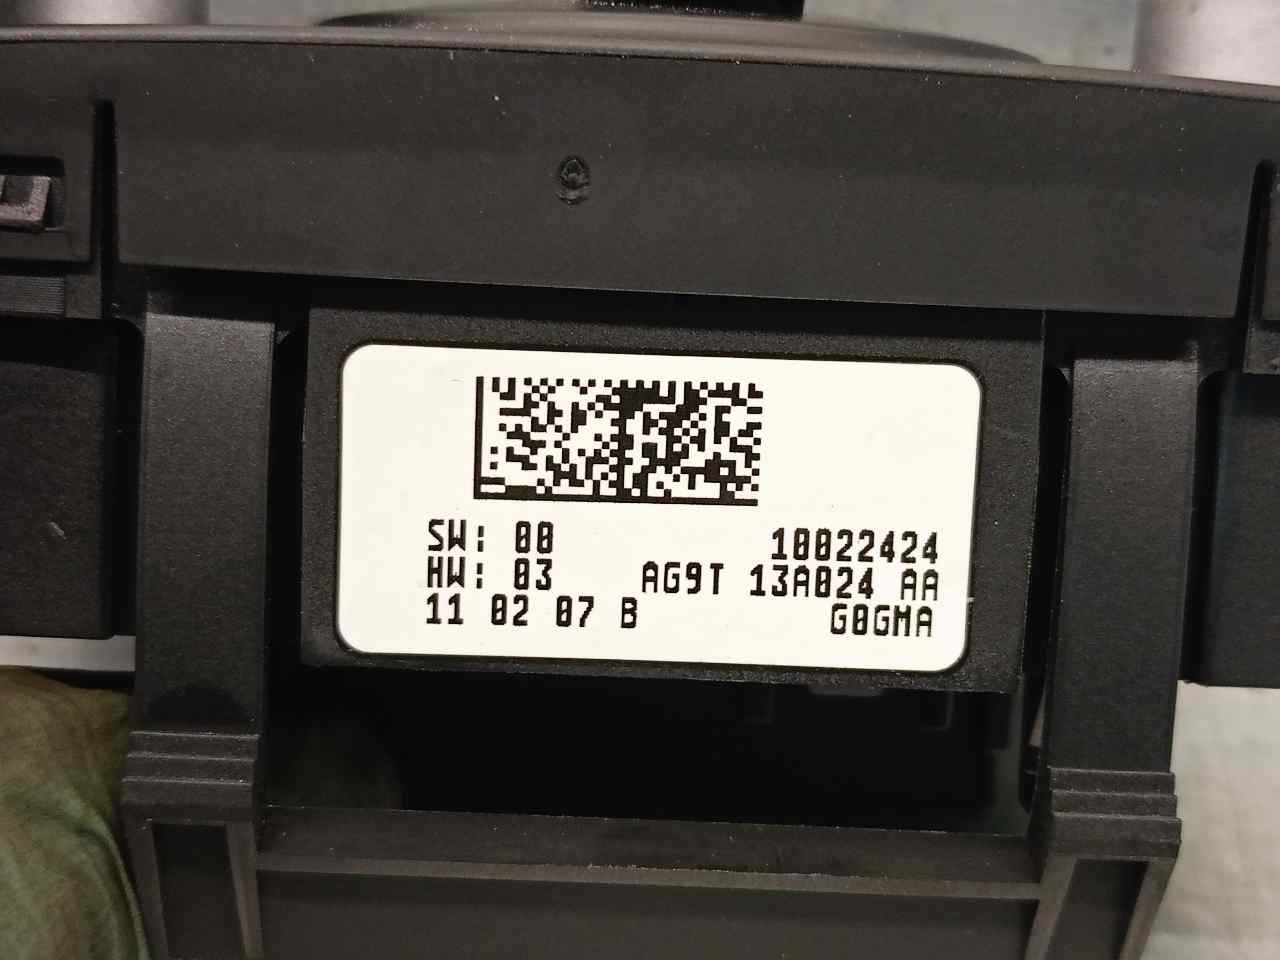 SW: 00 10022424
HW: 03 AG9T 13A024 AA
11 02 07 B G0GMA